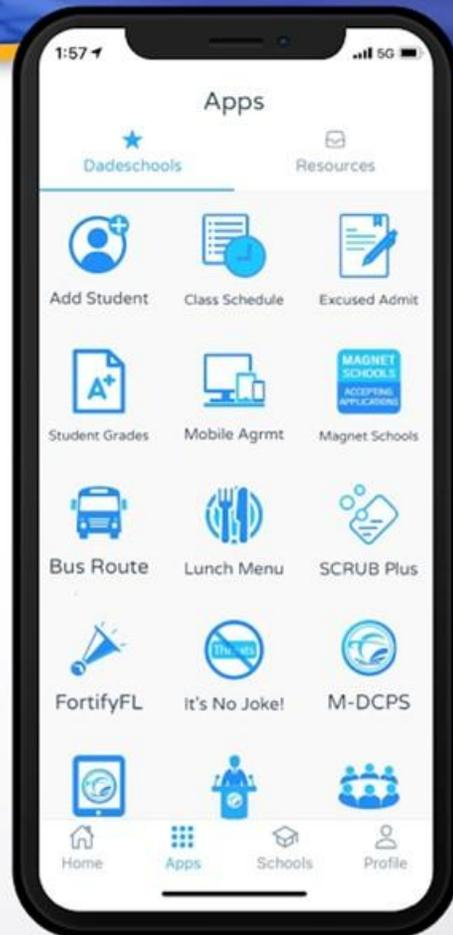 1:57
5G
Apps
Dadeschools
Resources
Add Student
Class Schedule
Excused Admit
A+
MAGNET
SCHOOLS
ACCEPTING
APPLICATIONS
Student Grades
Mobile Agrmt
Magnet Schools
Bus Route
Lunch Menu
SCRUB Plus
Threats
FortifyFL
It's No Joke!
M-DCPS
Home
Apps
Schools
Profile